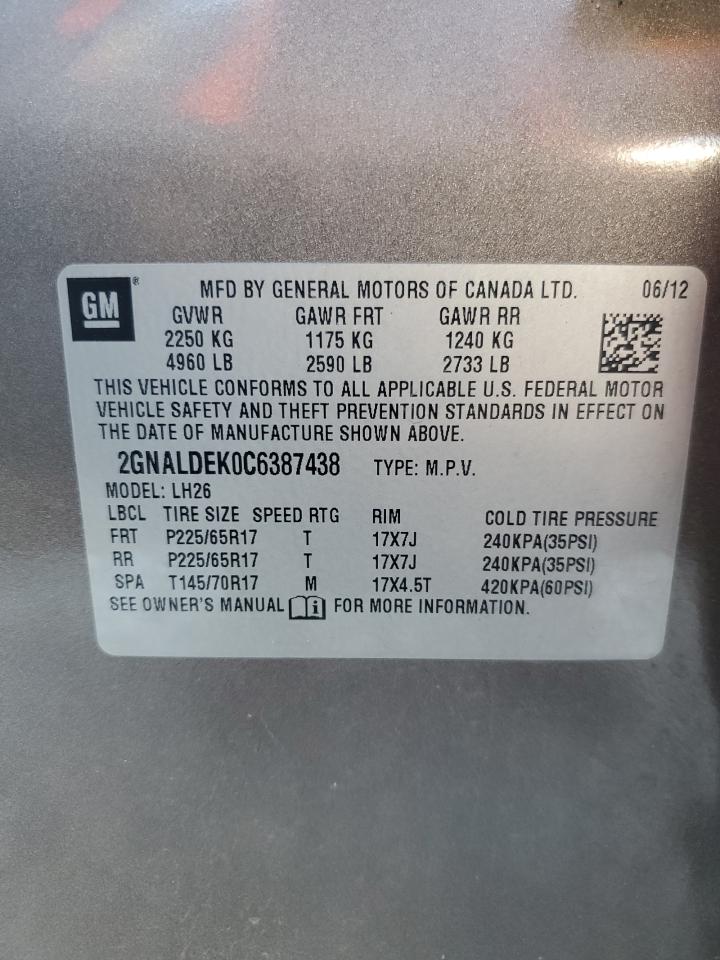 GM ® MFD BY GENERAL MOTORS OF CANADA LTD. 06/12
GVWR GAWR FRT GAWR RR
2250 KG 1175 KG 1240 KG
4960 LB 2590 LB 2733 LB
THIS VEHICLE CONFORMS TO ALL APPLICABLE U.S. FEDERAL MOTOR
VEHICLE SAFETY AND THEFT PREVENTION STANDARDS IN EFFECT ON
THE DATE OF MANUFACTURE SHOWN ABOVE.
2GNALDEK0C6387438 TYPE: M.P.V.
MODEL: LH26
LBCL TIRE SIZE SPEED RTG RIM COLD TIRE PRESSURE
FRT P225/65R17 T 17X7J 240KPA(35PSI)
RR P225/65R17 T 17X7J 240KPA(35PSI)
SPA T145/70R17 M 17X4.5T 420KPA(60PSI)
SEE OWNER'S MANUAL i FOR MORE INFORMATION.